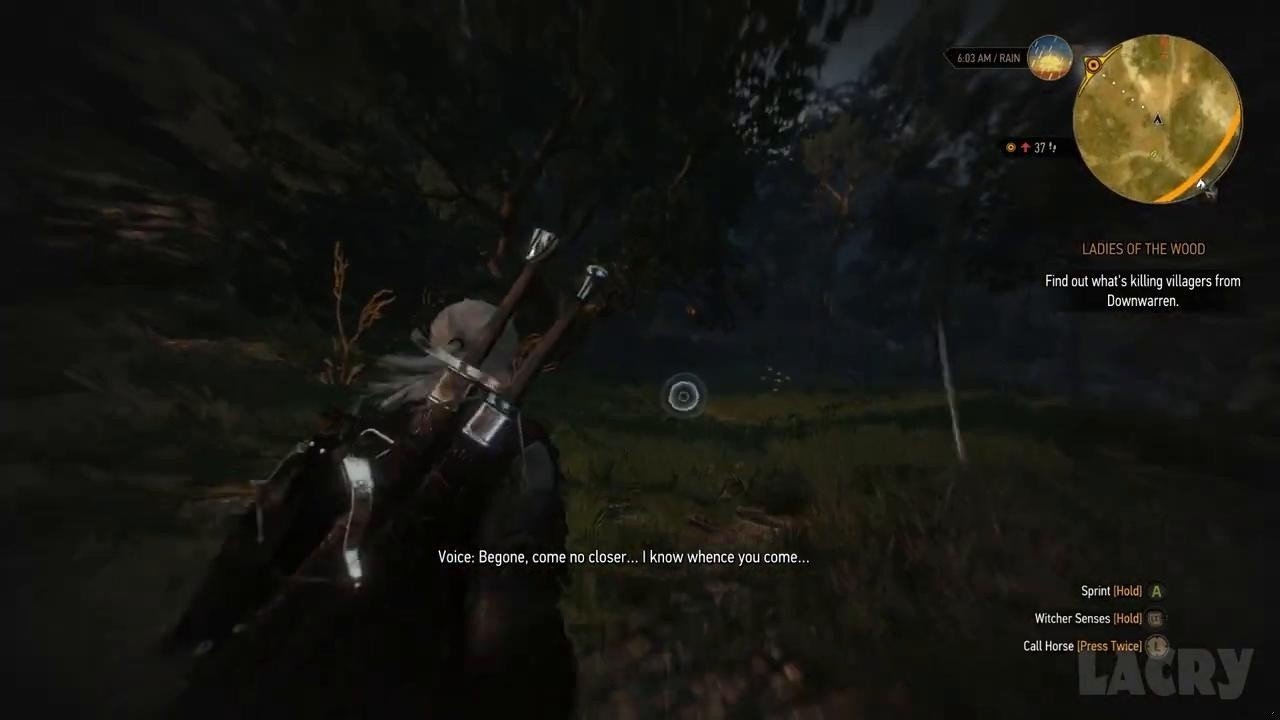 6:03 AM / RAIN
37
LADIES OF THE WOOD
Find out what's killing villagers from
Downwarren.
Voice: Begone, come no closer... I know whence you come...
Sprint [Hold] A
Witcher Senses [Hold]
Call Horse [Press Twice] L
LACRY